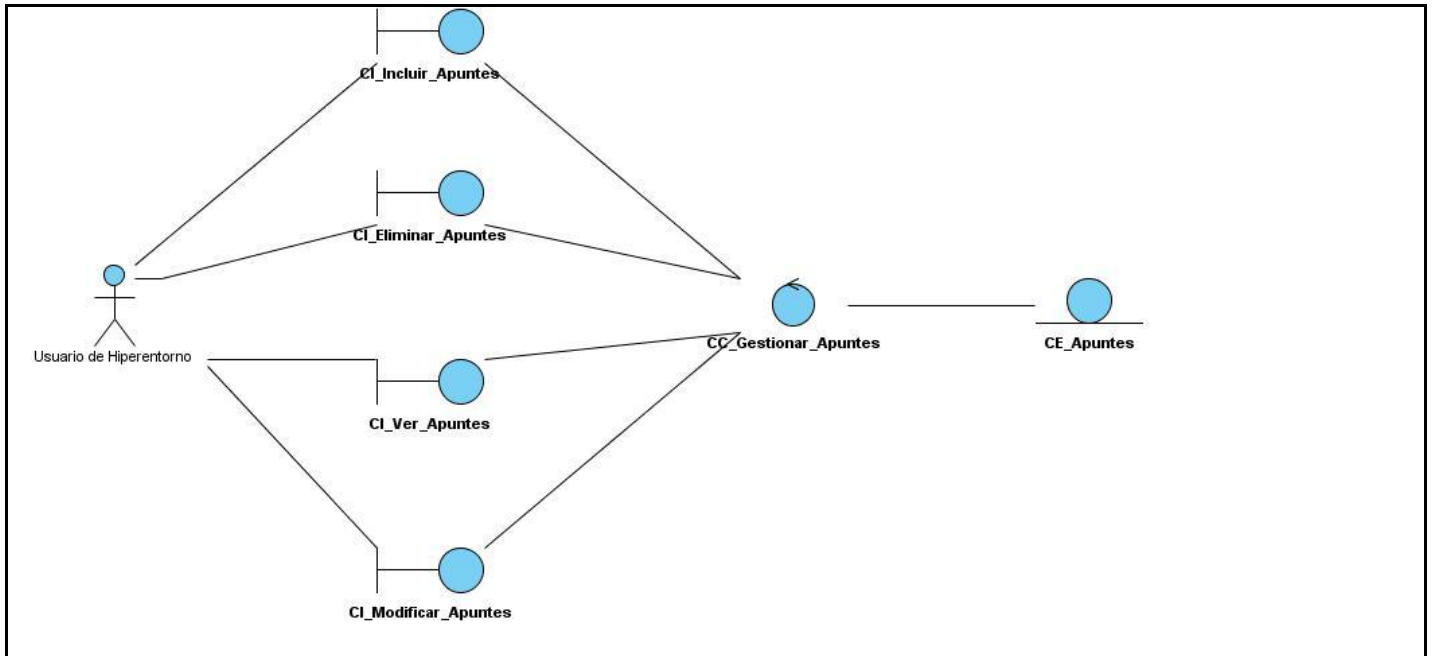 CI_Incluir_Apuntes
CI_Eliminar_Apuntes
Usuario de Hiperentorno
CC_Gestionar_Apuntes
CE_Apuntes
CI_Ver_Apuntes
CI_Modificar_Apuntes